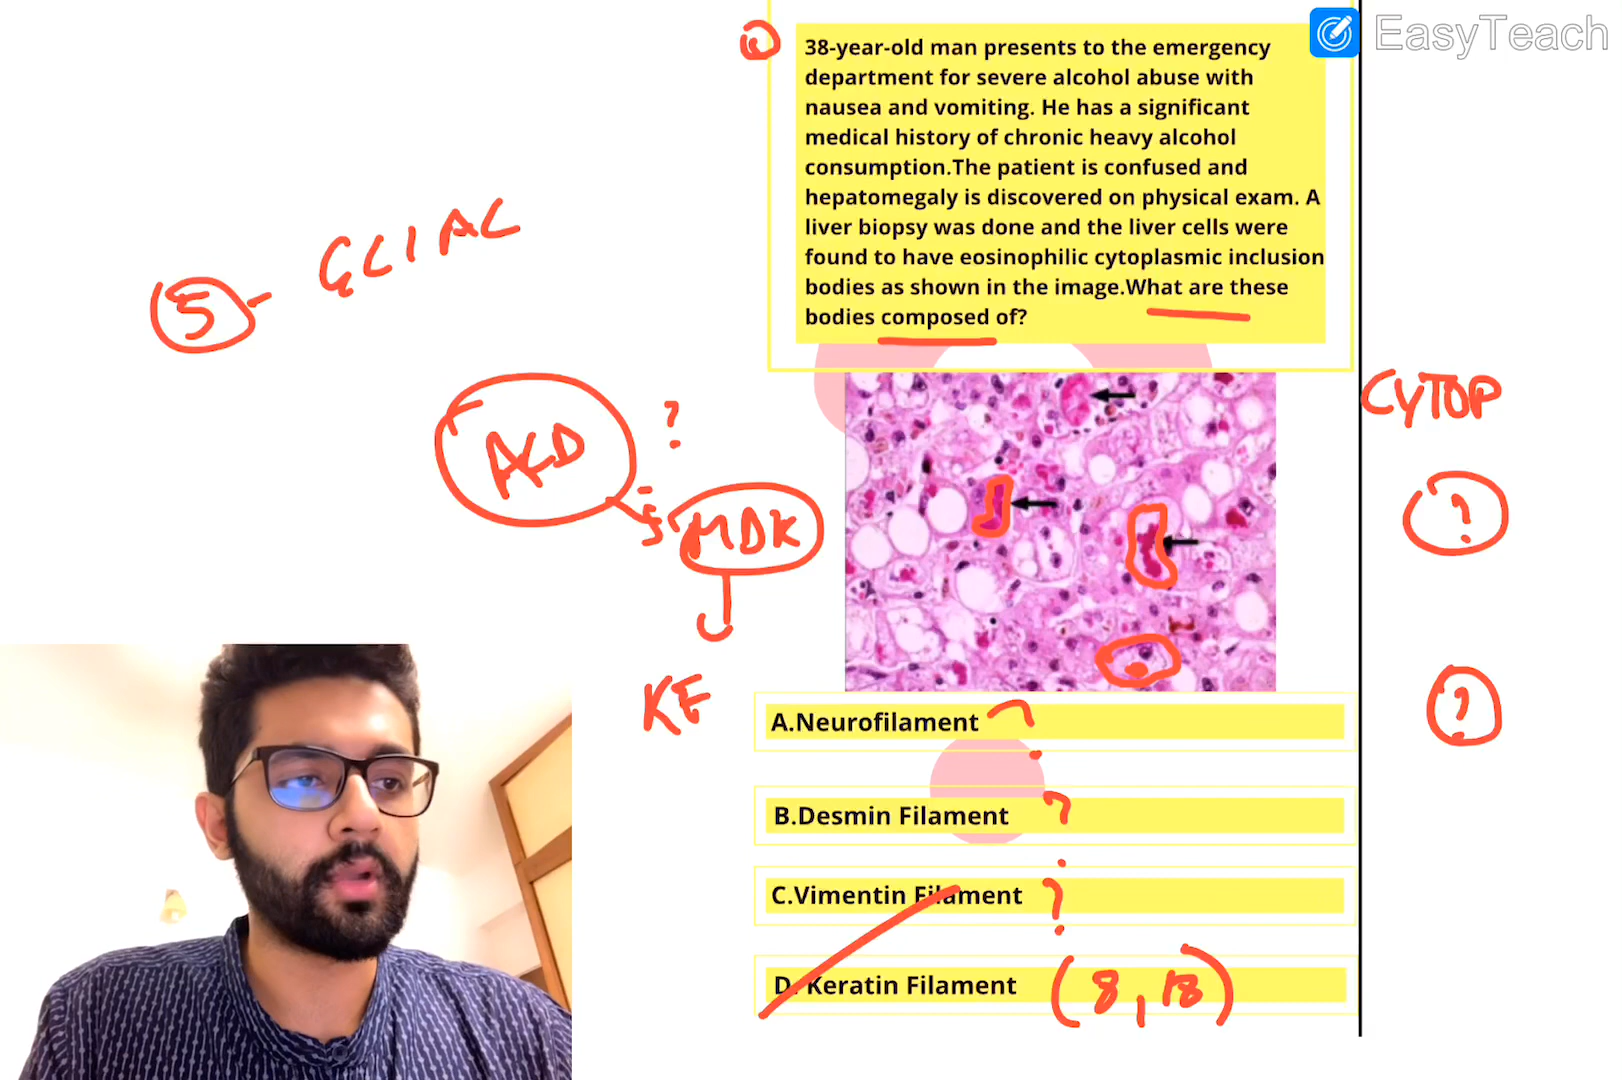 EasyTeach
38-year-old man presents to the emergency
department for severe alcohol abuse with
nausea and vomiting. He has a significant
medical history of chronic heavy alcohol
consumption.The patient is confused and
hepatomegaly is discovered on physical exam. A
liver biopsy was done and the liver cells were
found to have eosinophilic cytoplasmic inclusion
bodies as shown in the image.What are these
bodies composed of?
5 - GLIAL
ALD ?
MDK
KF
CYTOP
?
?
A.Neurofilament ?
B.Desmin Filament ?
C.Vimentin Filament ?
D. Keratin Filament (8, 18)